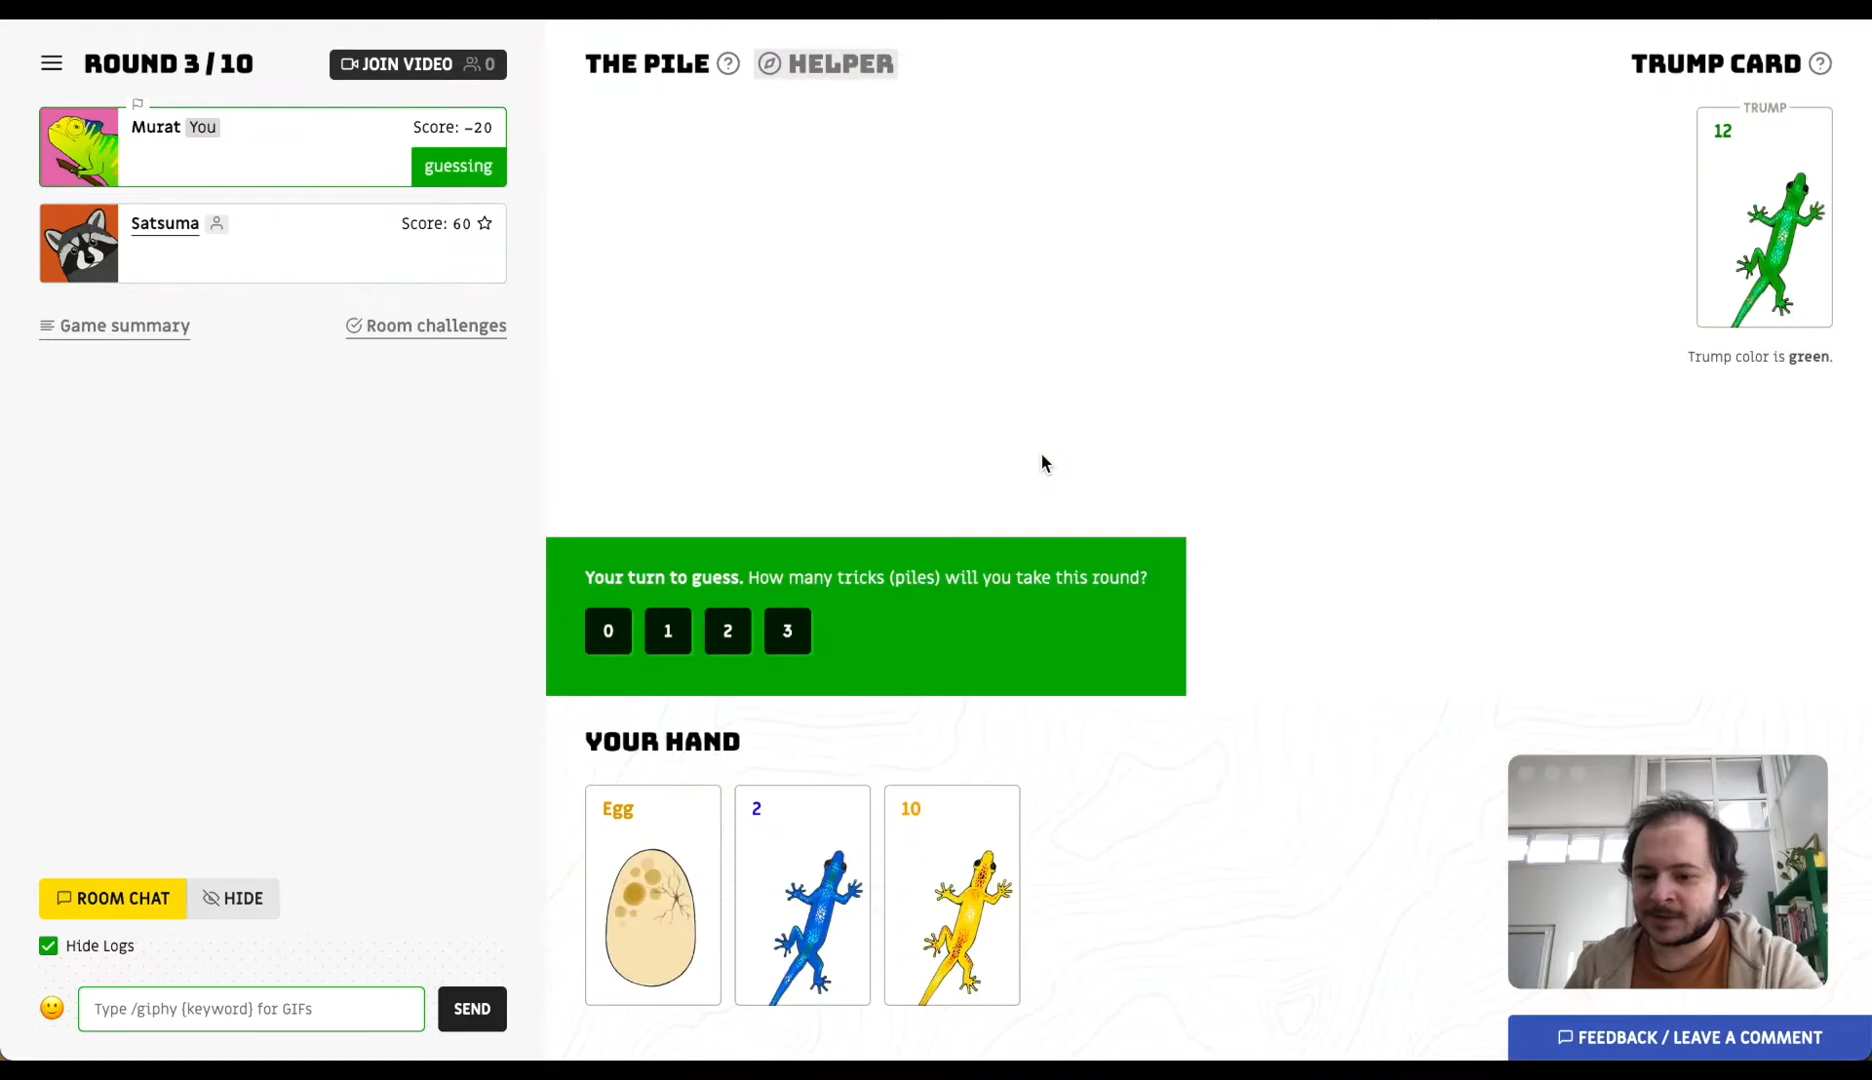 ROUND 3 / 10
JOIN VIDEO 0
Murat You
Score: -20
guessing
Satsuma
Score: 60
Game summary
Room challenges
ROOM CHAT
HIDE
Hide Logs
Type /giphy {keyword} for GIFs
SEND
THE PILE ?
HELPER
TRUMP CARD ?
TRUMP
12
Trump color is green.
Your turn to guess. How many tricks (piles) will you take this round?
0 1 2 3
YOUR HAND
Egg
2
10
FEEDBACK / LEAVE A COMMENT